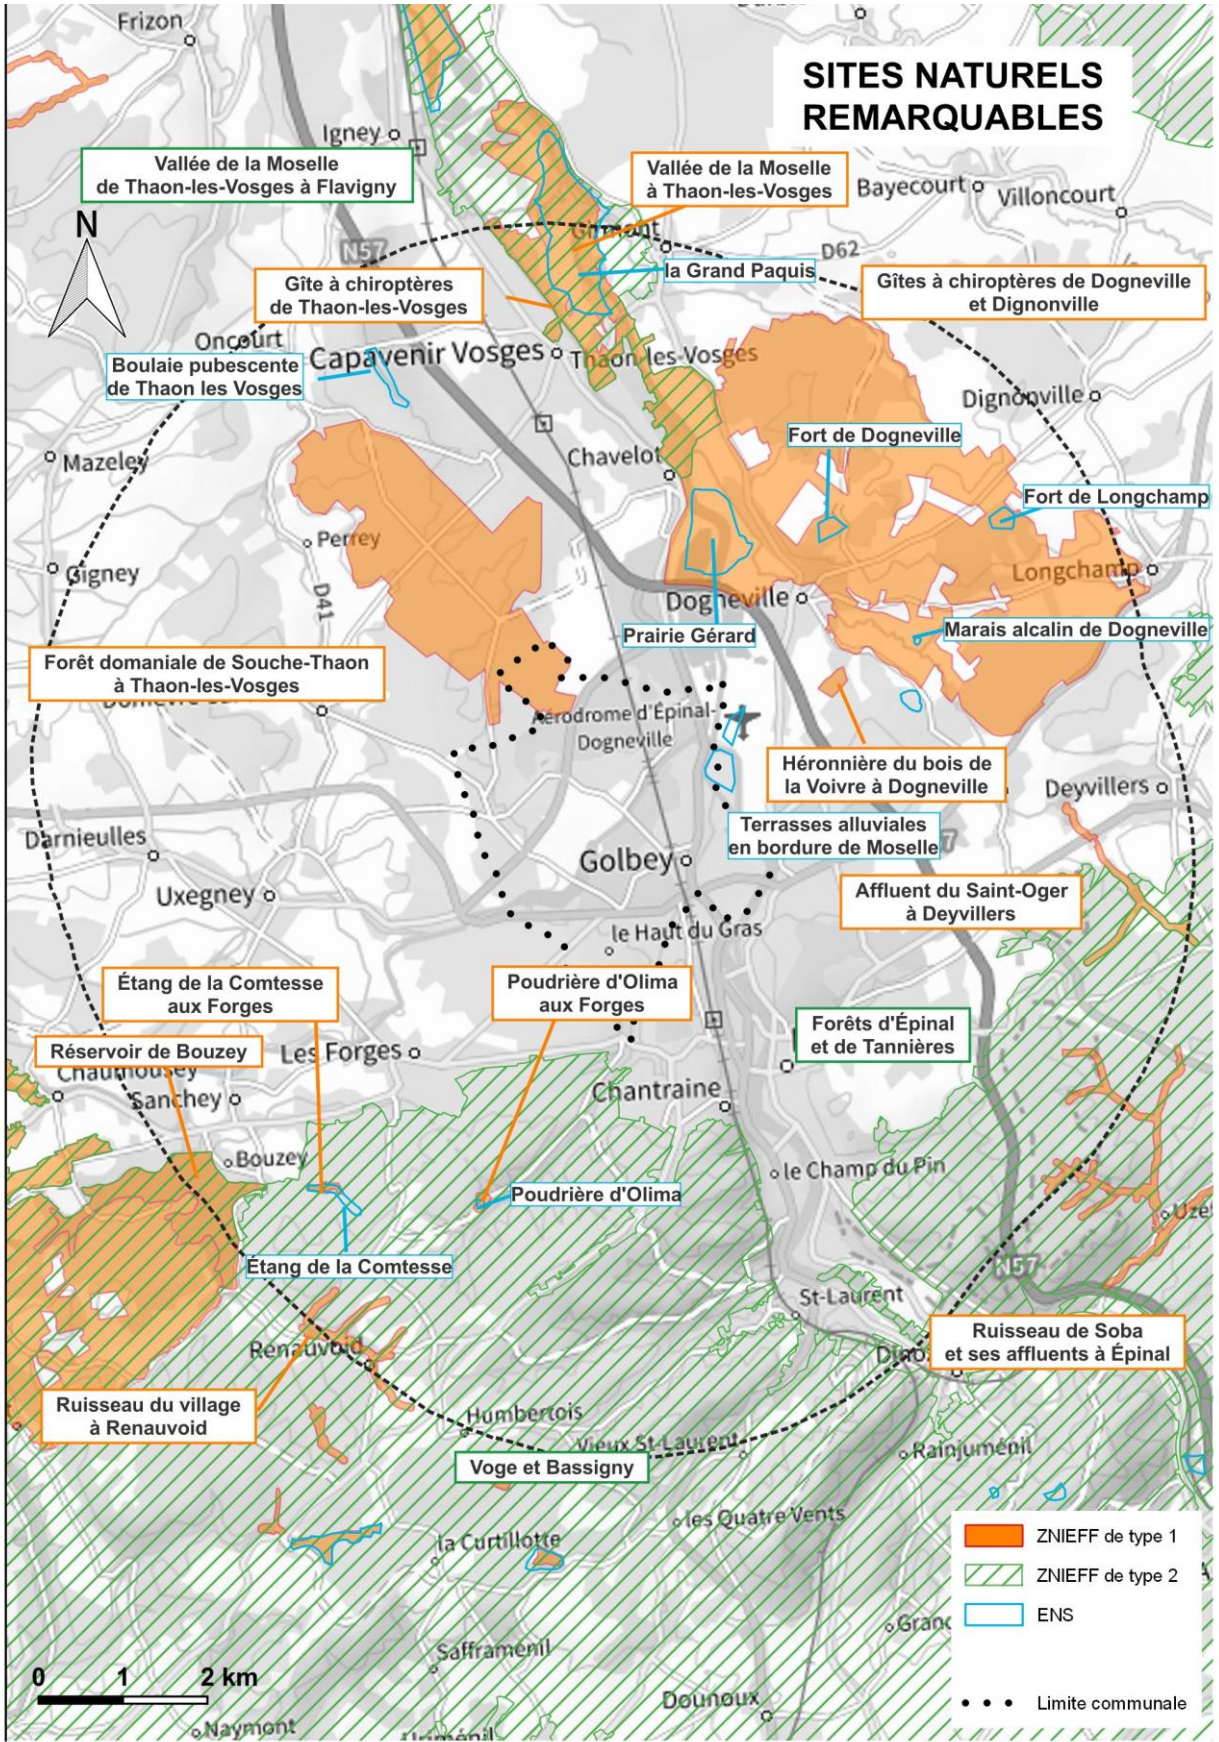 Frizon
SITES NATURELS
REMARQUABLES
Igney
Vallée de la Moselle
de Thaon-les-Vosges à Flavigny
Vallée de la Moselle
à Thaon-les-Vosges
Bayecourt
Villoncourt
N
N57
Girmont
D62
la Grand Paquis
Gîte à chiroptères
de Thaon-les-Vosges
Gîtes à chiroptères de Dogneville
et Dignonville
Oncourt
Capavenir Vosges
Thaon-les-Vosges
Boulaie pubescente
de Thaon les Vosges
Dignonville
Fort de Dogneville
Chavelot
Mazeley
Fort de Longchamp
Perrey
Gigney
Longchamp
D41
Dogneville
Prairie Gérard
Marais alcalin de Dogneville
Forêt domaniale de Souche-Thaon
à Thaon-les-Vosges
Aérodrome d'Épinal-
Dogneville
Héronnière du bois de
la Voivre à Dogneville
Deyvillers
Terrasses alluviales
en bordure de Moselle
Darnieulles
Golbey
Uxegney
Affluent du Saint-Oger
à Deyvillers
le Haut du Gras
Étang de la Comtesse
aux Forges
Poudrière d'Olima
aux Forges
Forêts d'Épinal
et de Tannières
Réservoir de Bouzey
Les Forges
Chaumousey
Sanchey
Chantraine
Bouzey
le Champ du Pin
Poudrière d'Olima
Étang de la Comtesse
N57
St-Laurent
Ruisseau de Soba
et ses affluents à Épinal
Renauvoid
Ruisseau du village
à Renauvoid
Humbertois
Vieux St-Laurent
Rainjuménil
Voge et Bassigny
les Quatre Vents
la Curtillotte
ZNIEFF de type 1
ZNIEFF de type 2
ENS
Limite communale
Safframénil
0 1 2 km
Dounoux
Naymont
Uriménil